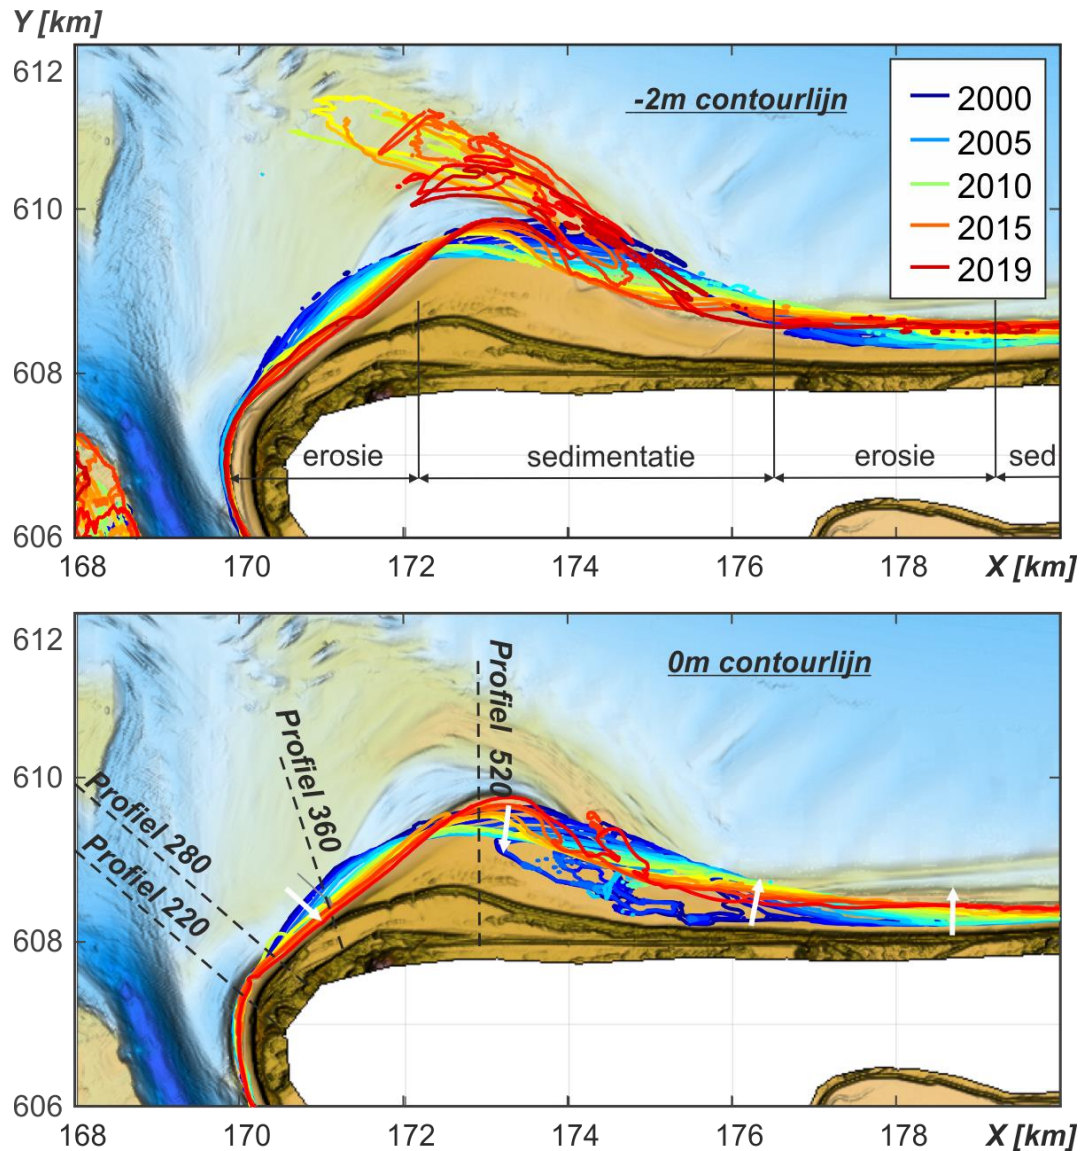 Y [km]
612
610
608
606
-2m contourlijn
2000
2005
2010
2015
2019
erosie
sedimentatie
erosie
sed
168
170
172
174
176
178
X [km]
612
610
608
606
0m contourlijn
Profiel 520
Profiel 360
Profiel 280
Profiel 220
168
170
172
174
176
178
X [km]